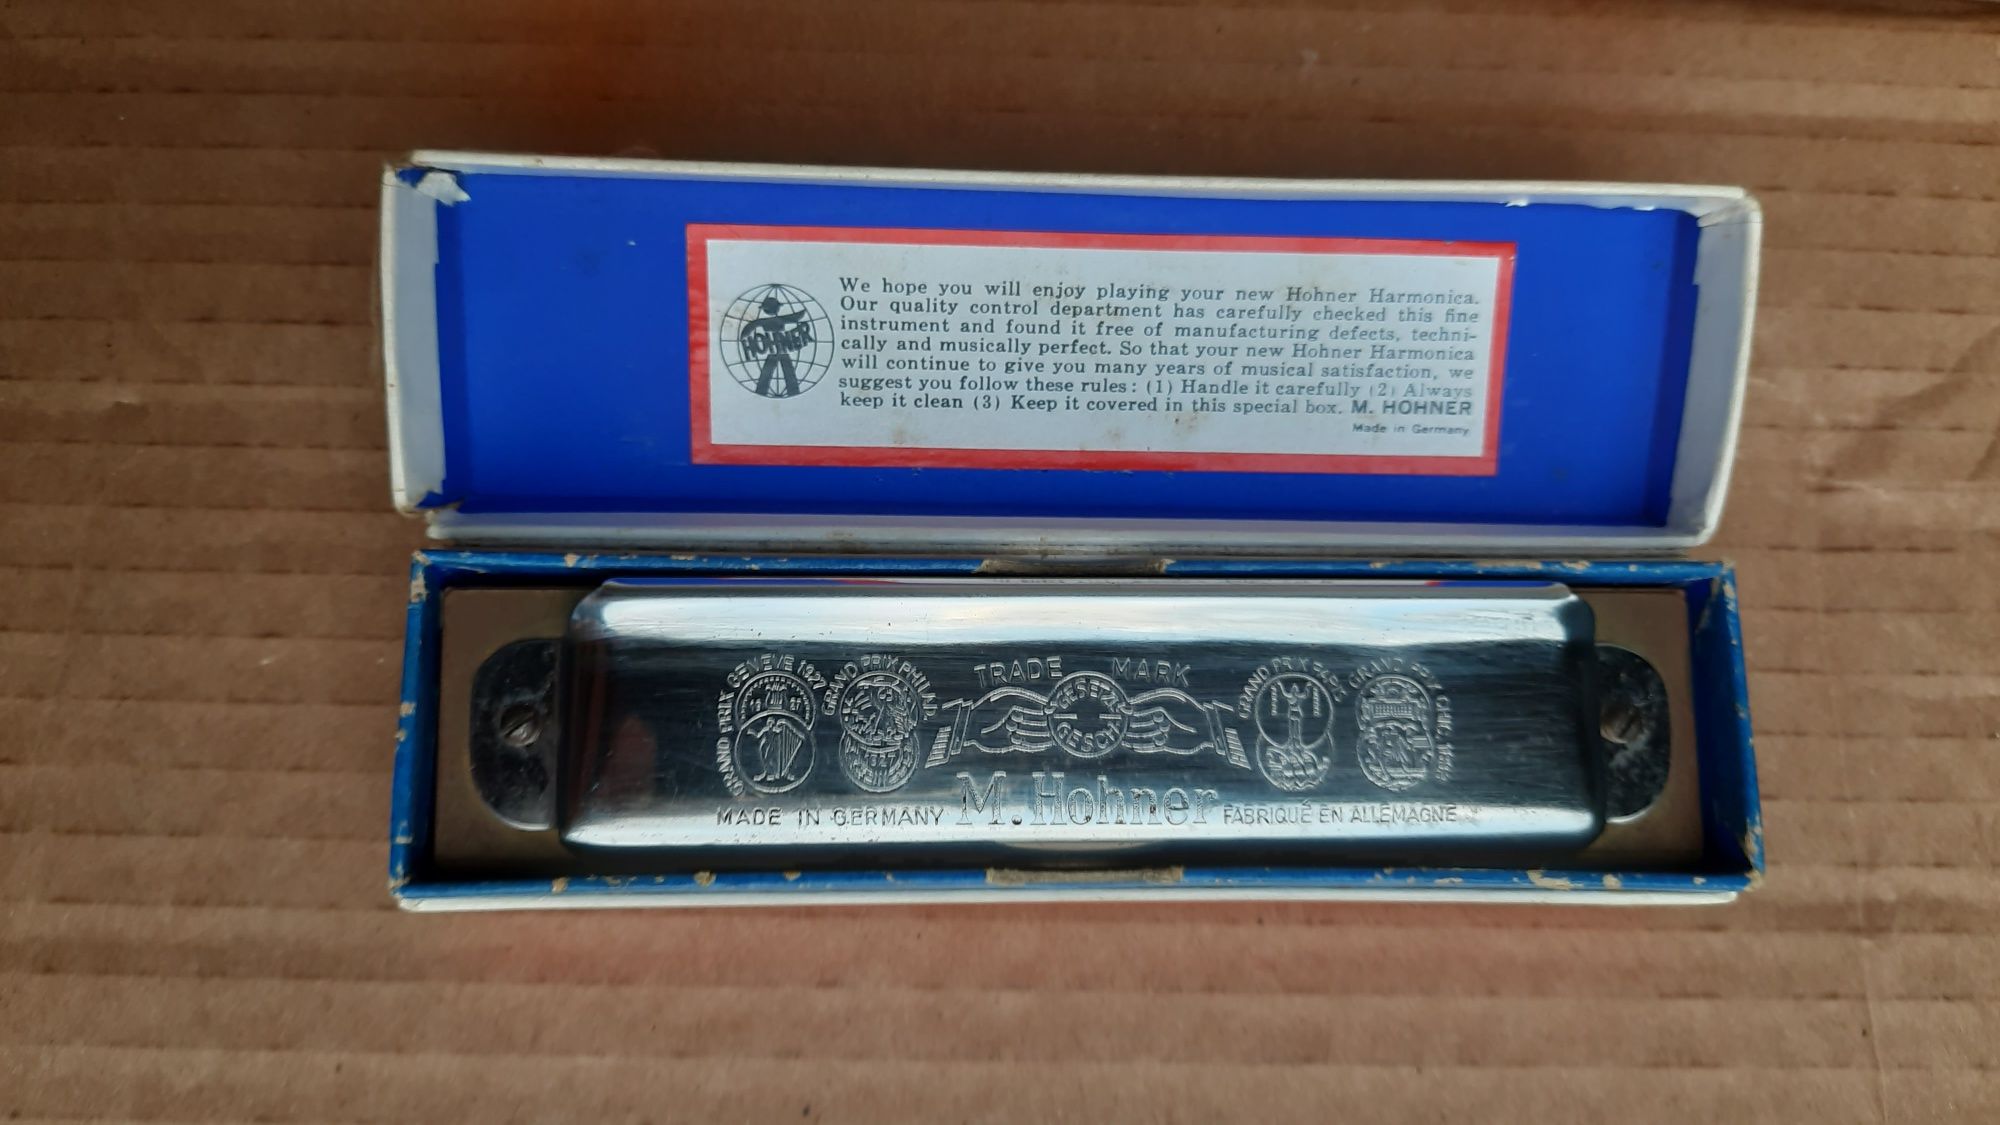 HOHNER
We hope you will enjoy playing your new Hohner Harmonica.
Our quality control department has carefully checked this fine
instrument and found it free of manufacturing defects, techni-
cally and musically perfect. So that your new Hohner Harmonica
will continue to give you many years of musical satisfaction, we
suggest you follow these rules: (1) Handle it carefully (2) Always
keep it clean (3) Keep it covered in this special box. M. HOHNER
Made in Germany
GRAND PRIX GENEVE 1927
1927
GRAND PRIX PHILAD.
1927
TRADE MARK
GESETZ
GESCH
GRAND PRIX
GRAND PRIX
MADE IN GERMANY M. Hohner FABRIQUÉ EN ALLEMAGNE